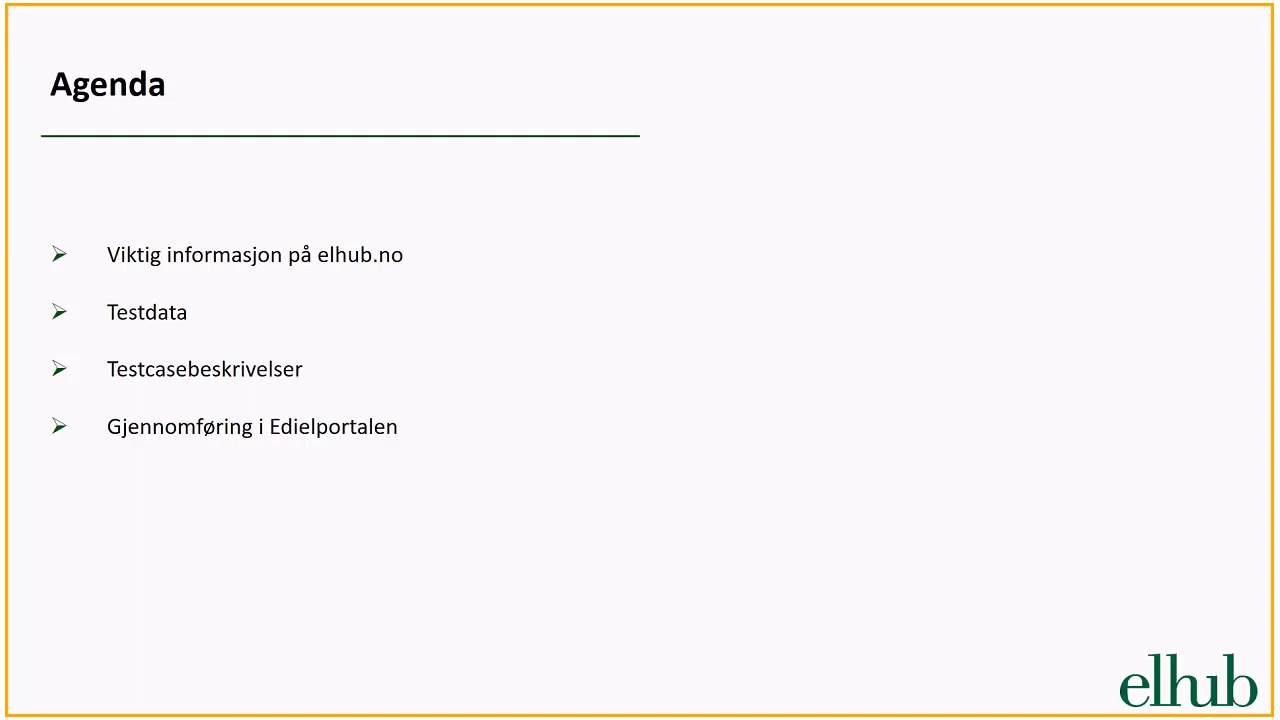 Agenda
Viktig informasjon på elhub.no
Testdata
Testcasebeskrivelser
Gjennomføring i Edielportalen
elhub